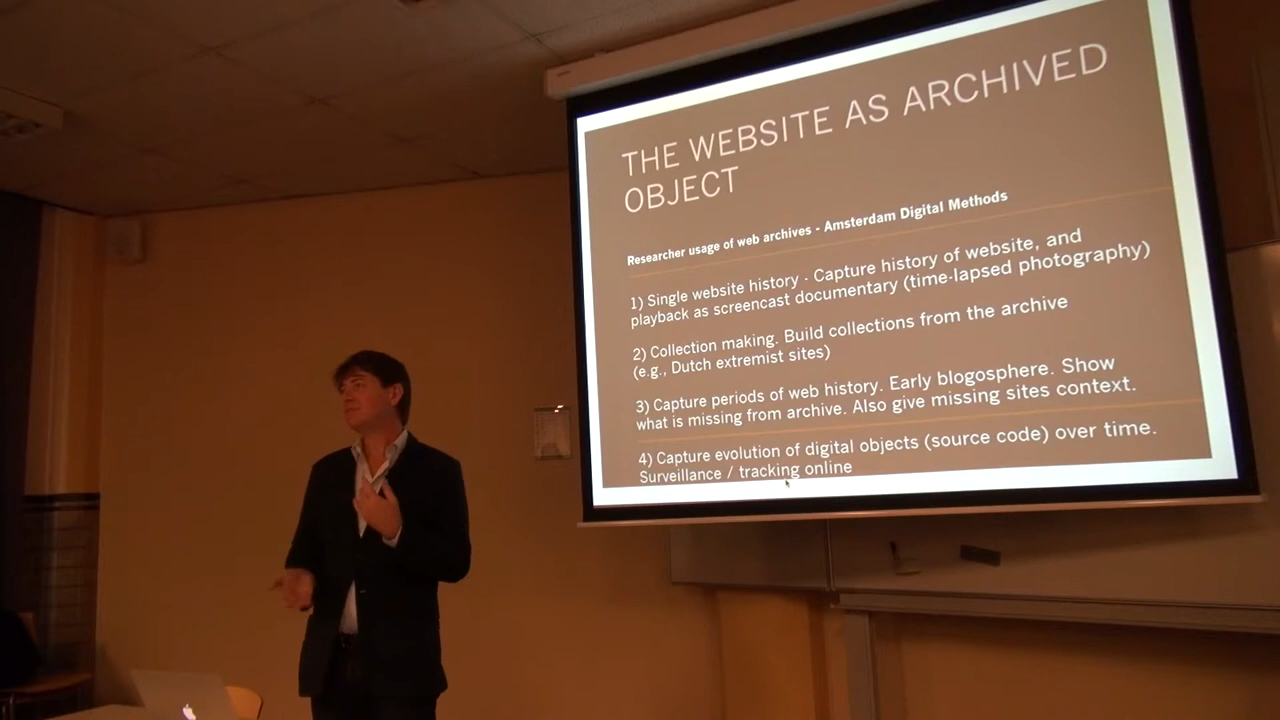 THE WEBSITE AS ARCHIVED
OBJECT
Researcher usage of web archives - Amsterdam Digital Methods
1) Single website history - Capture history of website, and
playback as screencast documentary (time-lapsed photography)
2) Collection making. Build collections from the archive
(e.g., Dutch extremist sites)
3) Capture periods of web history. Early blogosphere. Show
what is missing from archive. Also give missing sites context.
4) Capture evolution of digital objects (source code) over time.
Surveillance / tracking online